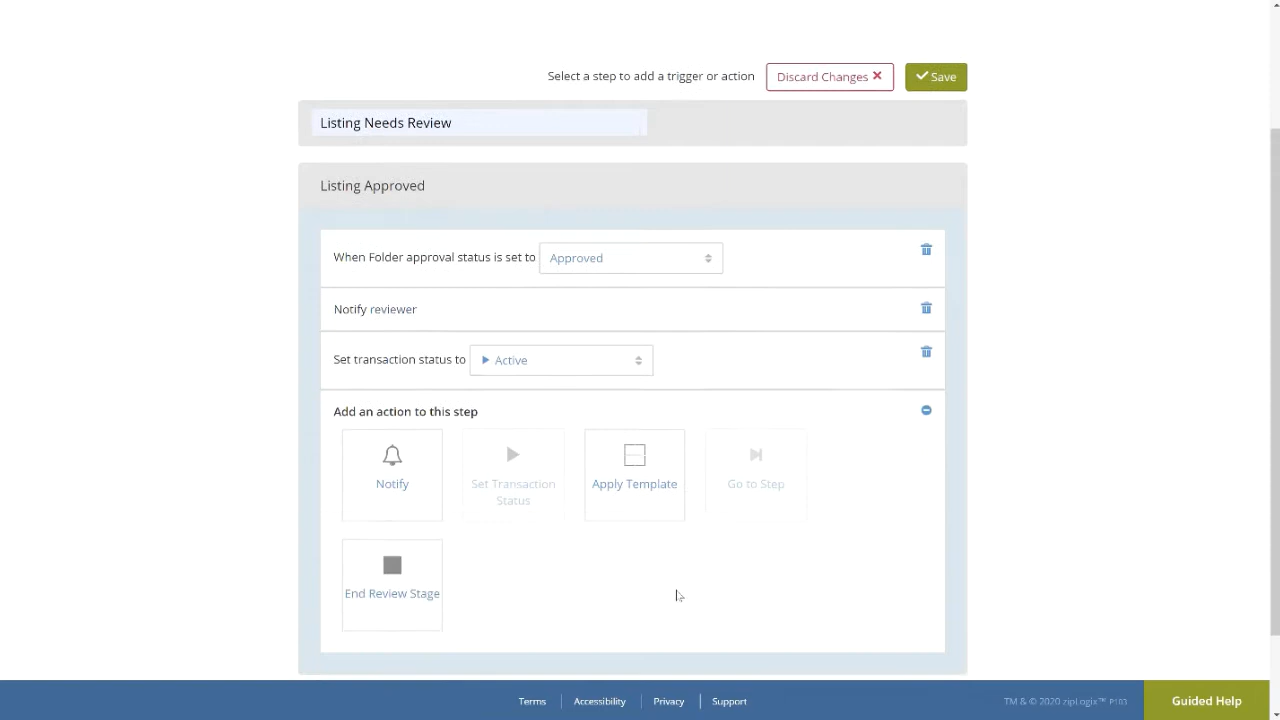 Select a step to add a trigger or action
Discard Changes
Save
Listing Needs Review
Listing Approved
When Folder approval status is set to Approved
Notify reviewer
Set transaction status to Active
Add an action to this step
Notify
Set Transaction
Status
Apply Template
Go to Step
End Review Stage
Terms
Accessibility
Privacy
Support
TM & © 2020 zipLogix™ P103
Guided Help